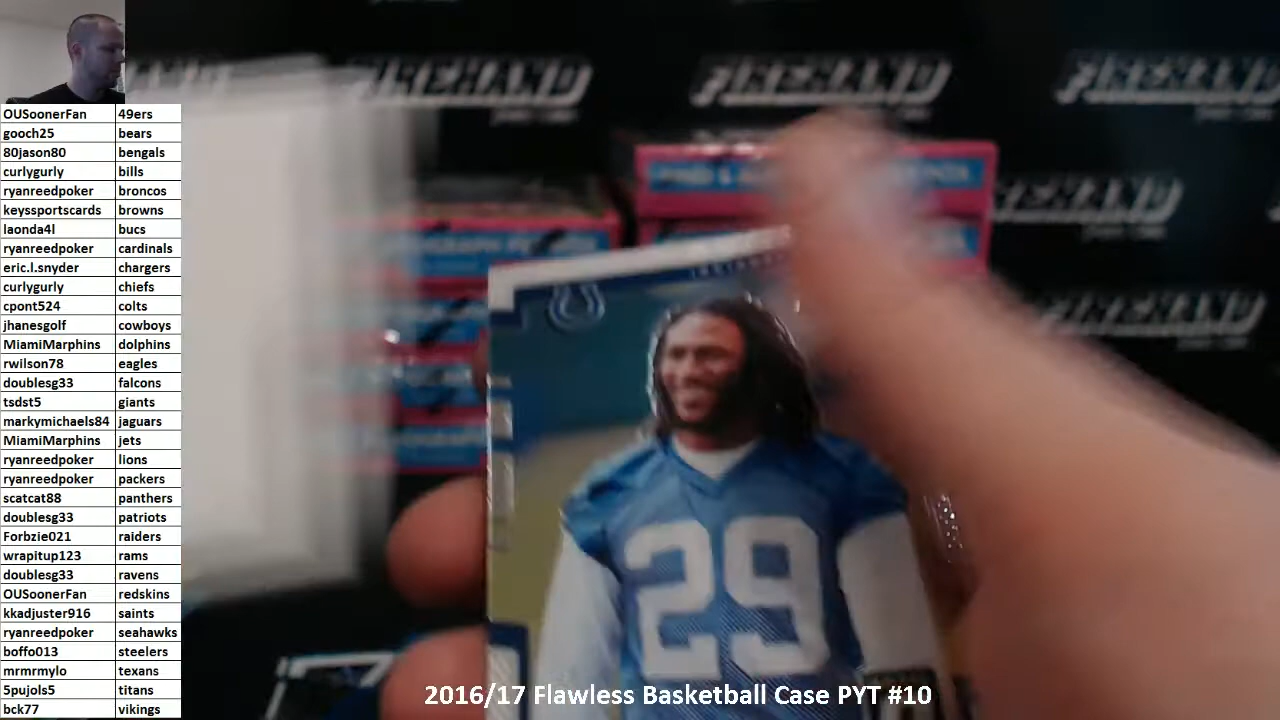 FIREHAND FIREHAND FIREHAND
OUSoonerFan 49ers
gooch25 bears
80jason80 bengals
curlygurly bills
ryanreedpoker broncos
keyssportscards browns
laonda4l bucs
ryanreedpoker cardinals
eric.l.snyder chargers
curlygurly chiefs
cpont524 colts
jhanesgolf cowboys
MiamiMarphins dolphins
rwilson78 eagles
doublesg33 falcons
tsdst5 giants
markymichaels84 jaguars
MiamiMarphins jets
ryanreedpoker lions
ryanreedpoker packers
scatcat88 panthers
doublesg33 patriots
Forbzie021 raiders
wrapitup123 rams
doublesg33 ravens
OUSoonerFan redskins
kkadjuster916 saints
ryanreedpoker seahawks
boffo013 steelers
mrmrmylo texans
5pujols5 titans
bck77 vikings
29
2016/17 Flawless Basketball Case PYT #10